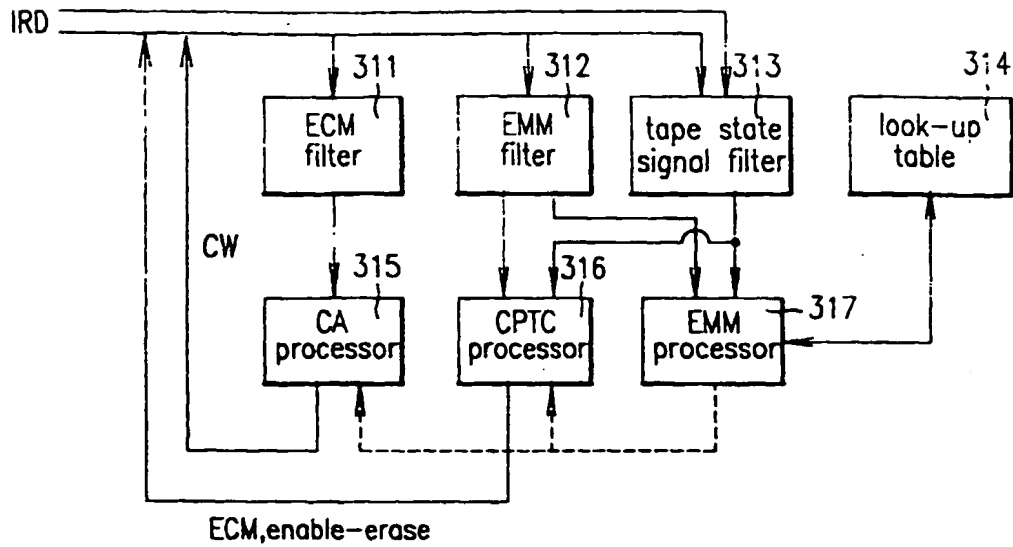 IRD
311
312
313
314
ECM
filter
EMM
filter
tape state
signal filter
look-up
table
CW
315
316
317
CA
processor
CPTC
processor
EMM
processor
ECM,enable-erase